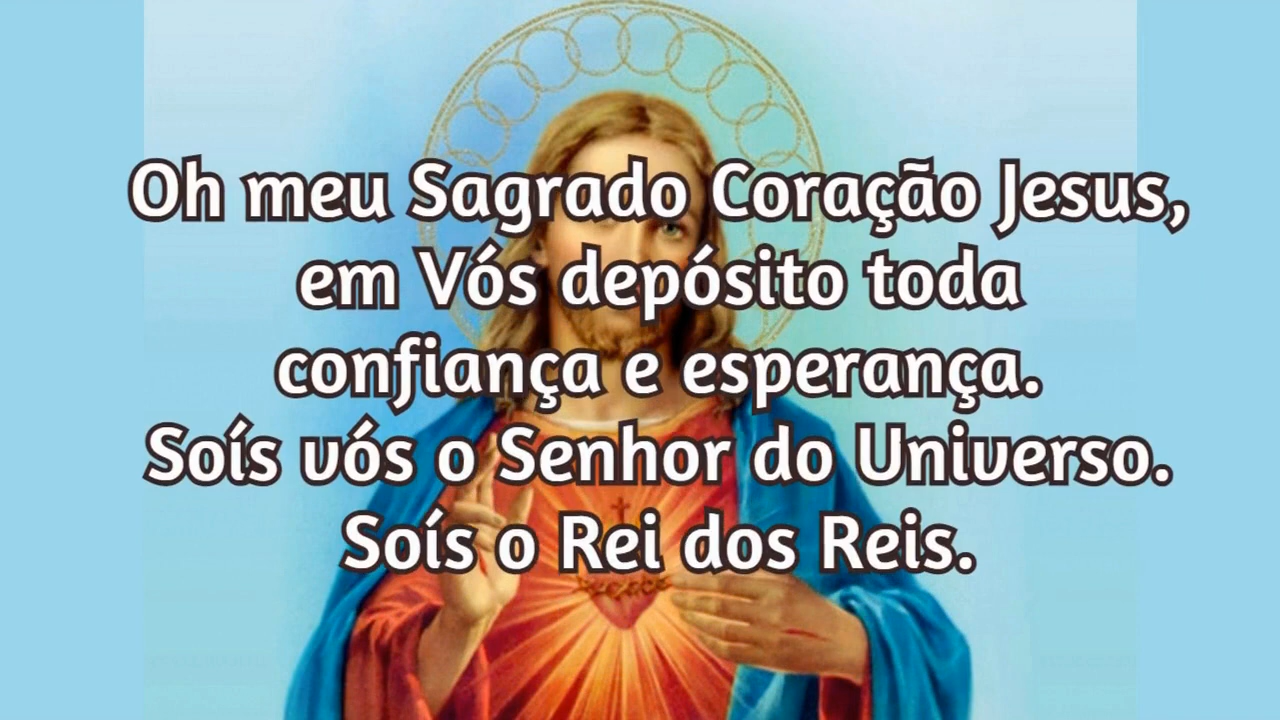 Oh meu Sagrado Coração Jesus,
em Vós depósito toda
confiança e esperança.
Soís vós o Senhor do Universo.
Soís o Rei dos Reis.